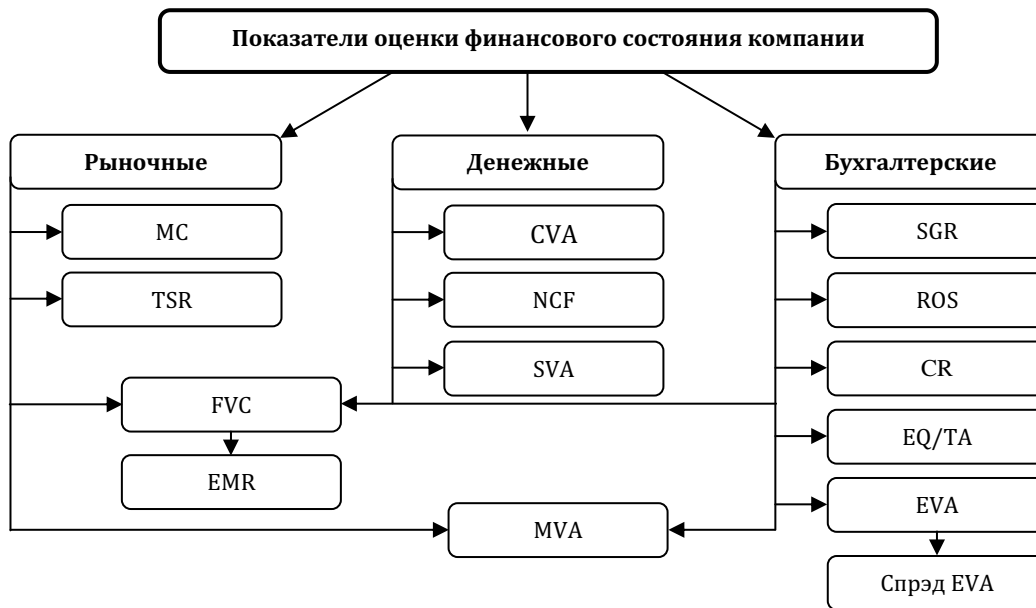 Показатели оценки финансового состояния компании
Рыночные
Денежные
Бухгалтерские
MC
CVA
SGR
TSR
NCF
ROS
SVA
CR
FVC
EQ/TA
EMR
EVA
MVA
Спрэд EVA